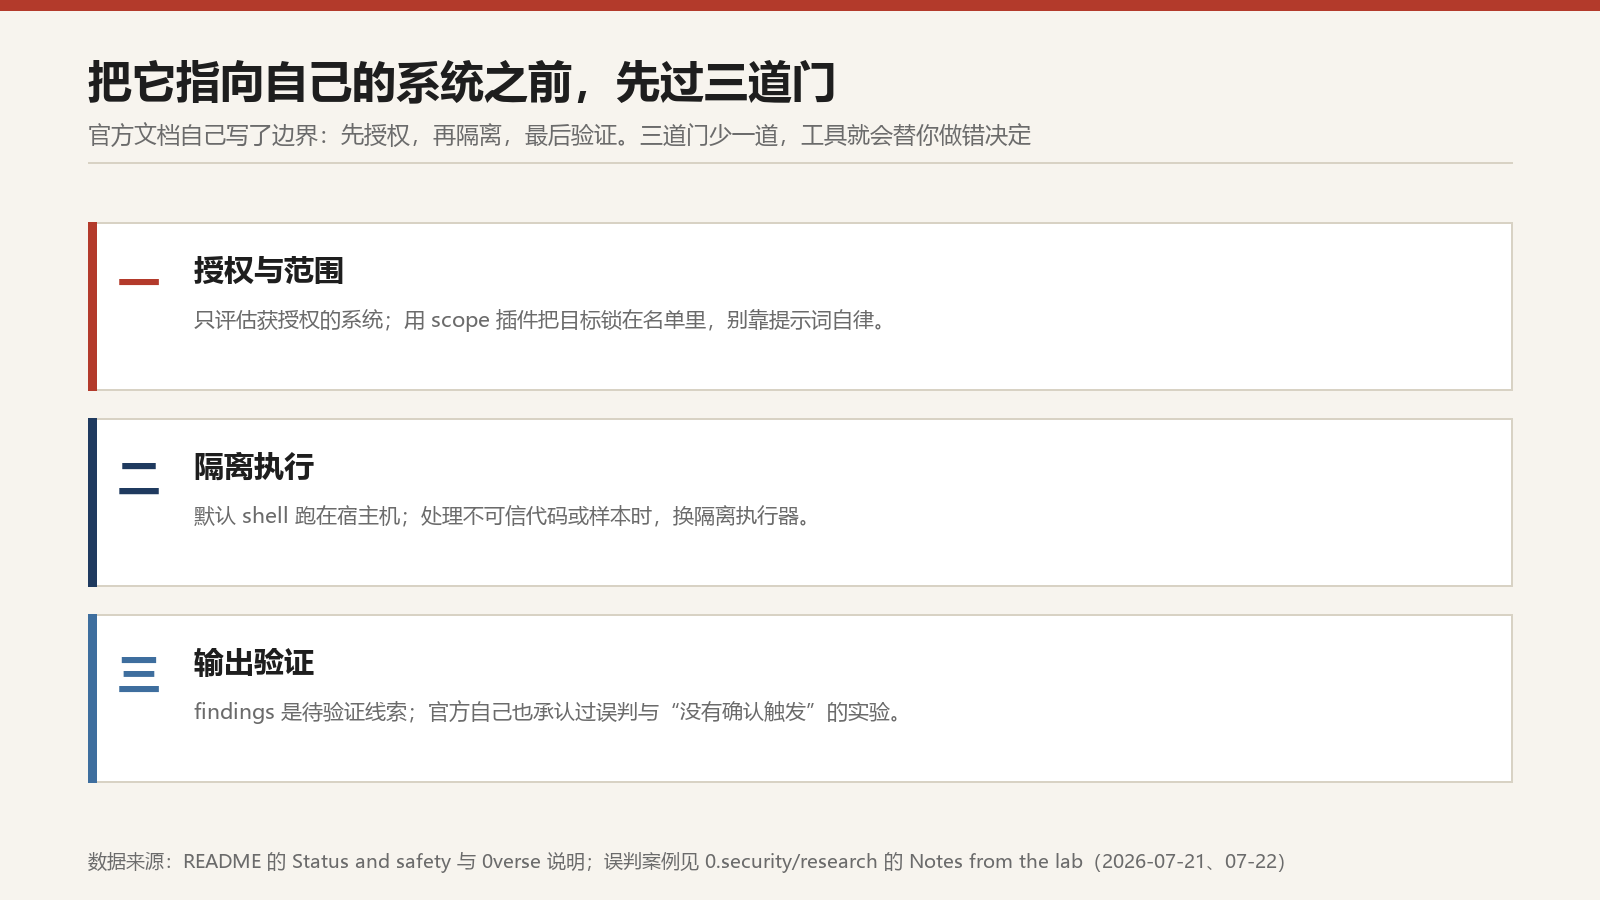 把它指向自己的系统之前，先过三道门
官方文档自己写了边界：先授权，再隔离，最后验证。三道门少一道，工具就会替你做错决定
一
授权与范围
只评估获授权的系统；用 scope 插件把目标锁在名单里，别靠提示词自律。
二
隔离执行
默认 shell 跑在宿主机；处理不可信代码或样本时，换隔离执行器。
三
输出验证
findings 是待验证线索；官方自己也承认过误判与“没有确认触发”的实验。
数据来源：README 的 Status and safety 与 0verse 说明；误判案例见 0.security/research 的 Notes from the lab（2026-07-21、07-22）